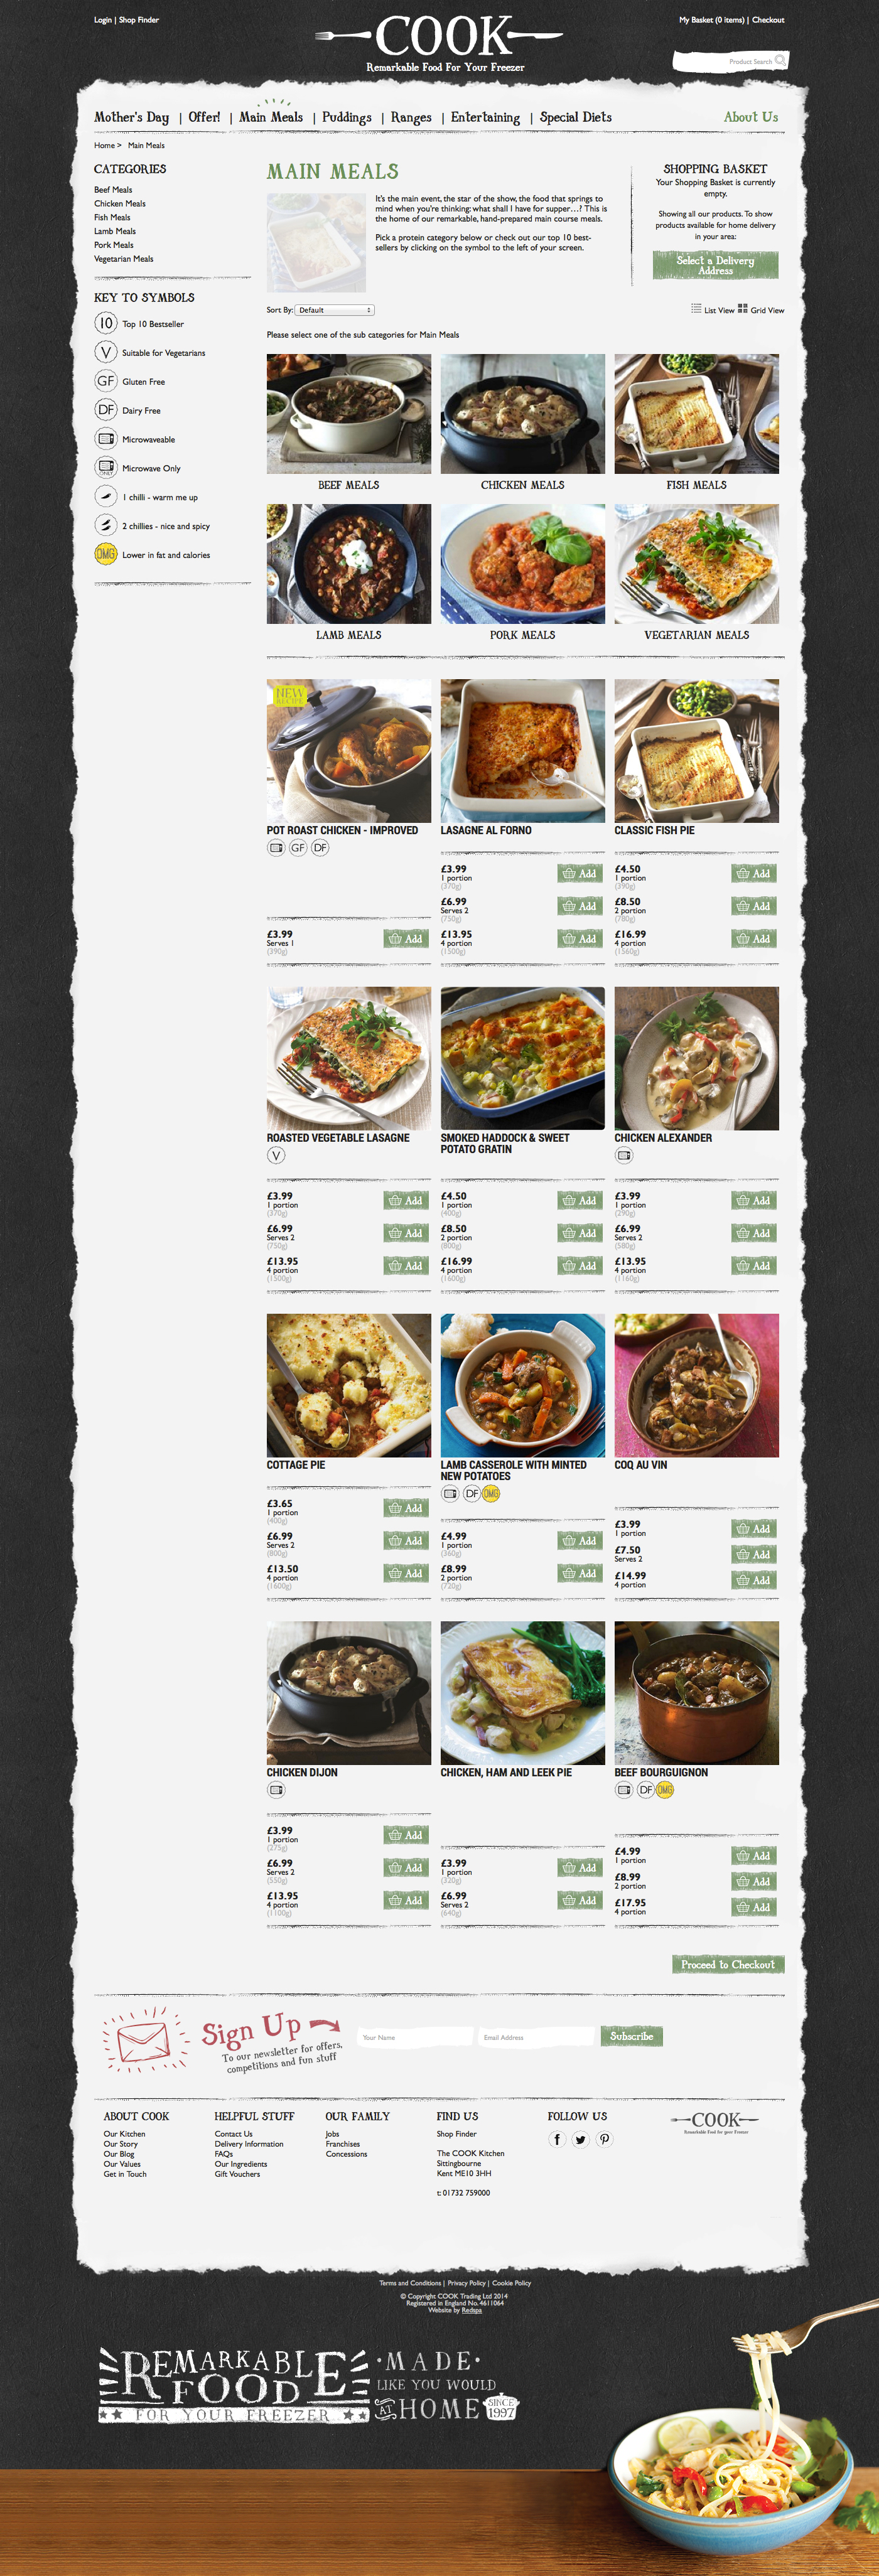 Login | Shop Finder
COOK
Remarkable Food For Your Freezer
My Basket (0 items) | Checkout
Product Search
Mother's Day | Offer! | Main Meals | Puddings | Ranges | Entertaining | Special Diets
About Us
Home > Main Meals
CATEGORIES
Beef Meals
Chicken Meals
Fish Meals
Lamb Meals
Pork Meals
Vegetarian Meals
KEY TO SYMBOLS
10 Top 10 Bestseller
V Suitable for Vegetarians
GF Gluten Free
DF Dairy Free
Microwaveable
ONLY Microwave Only
1 chilli - warm me up
2 chillies - nice and spicy
OMG Lower in fat and calories
MAIN MEALS
It's the main event, the star of the show, the food that springs to
mind when you're thinking: what shall I have for supper...? This is
the home of our remarkable, hand-prepared main course meals.
Pick a protein category below or check out our top 10 best-
sellers by clicking on the symbol to the left of your screen.
SHOPPING BASKET
Your Shopping Basket is currently
empty.
Showing all our products. To show
products available for home delivery
in your area:
Select a Delivery
Address
Sort By: Default
List View Grid View
Please select one of the sub categories for Main Meals
BEEF MEALS
CHICKEN MEALS
FISH MEALS
LAMB MEALS
PORK MEALS
VEGETARIAN MEALS
NEW
RECIPE
POT ROAST CHICKEN - IMPROVED
GF DF
£3.99
Serves 1
(390g)
Add
LASAGNE AL FORNO
£3.99
1 portion
(370g)
Add
£6.99
Serves 2
(750g)
Add
£13.95
4 portion
(1500g)
Add
CLASSIC FISH PIE
£4.50
1 portion
(390g)
Add
£8.50
2 portion
(780g)
Add
£16.99
4 portion
(1560g)
Add
ROASTED VEGETABLE LASAGNE
V
£3.99
1 portion
(370g)
Add
£6.99
Serves 2
(750g)
Add
£13.95
4 portion
(1500g)
Add
SMOKED HADDOCK & SWEET
POTATO GRATIN
£4.50
1 portion
(400g)
Add
£8.50
2 portion
(800g)
Add
£16.99
4 portion
(1600g)
Add
CHICKEN ALEXANDER
£3.99
1 portion
(290g)
Add
£6.99
Serves 2
(580g)
Add
£13.95
4 portion
(1160g)
Add
COTTAGE PIE
£3.65
1 portion
(400g)
Add
£6.99
Serves 2
(800g)
Add
£13.50
4 portion
(1600g)
Add
LAMB CASSEROLE WITH MINTED
NEW POTATOES
DF OMG
£4.99
1 portion
(360g)
Add
£8.99
2 portion
(720g)
Add
COQ AU VIN
£3.99
1 portion
Add
£7.50
Serves 2
Add
£14.99
4 portion
Add
CHICKEN DIJON
£3.99
1 portion
(275g)
Add
£6.99
Serves 2
(550g)
Add
£13.95
4 portion
(1100g)
Add
CHICKEN, HAM AND LEEK PIE
£3.99
1 portion
(320g)
Add
£6.99
Serves 2
(640g)
Add
BEEF BOURGUIGNON
DF OMG
£4.99
1 portion
Add
£8.99
2 portion
Add
£17.95
4 portion
Add
Proceed to Checkout
Sign Up
To our newsletter for offers,
competitions and fun stuff
Your Name
Email Address
Subscribe
ABOUT COOK
Our Kitchen
Our Story
Our Blog
Our Values
Get in Touch
HELPFUL STUFF
Contact Us
Delivery Information
FAQs
Our Ingredients
Gift Vouchers
OUR FAMILY
Jobs
Franchises
Concessions
FIND US
Shop Finder
The COOK Kitchen
Sittingbourne
Kent ME10 3HH
t: 01732 759000
FOLLOW US
COOK
Remarkable Food for your Freezer
Terms and Conditions | Privacy Policy | Cookie Policy
© Copyright COOK Trading Ltd 2014
Registered in England No. 4611064
Website by Redspa
REMARKABLE
FOOD
FOR YOUR FREEZER
MADE
LIKE YOU WOULD
AT HOME
SINCE
1997